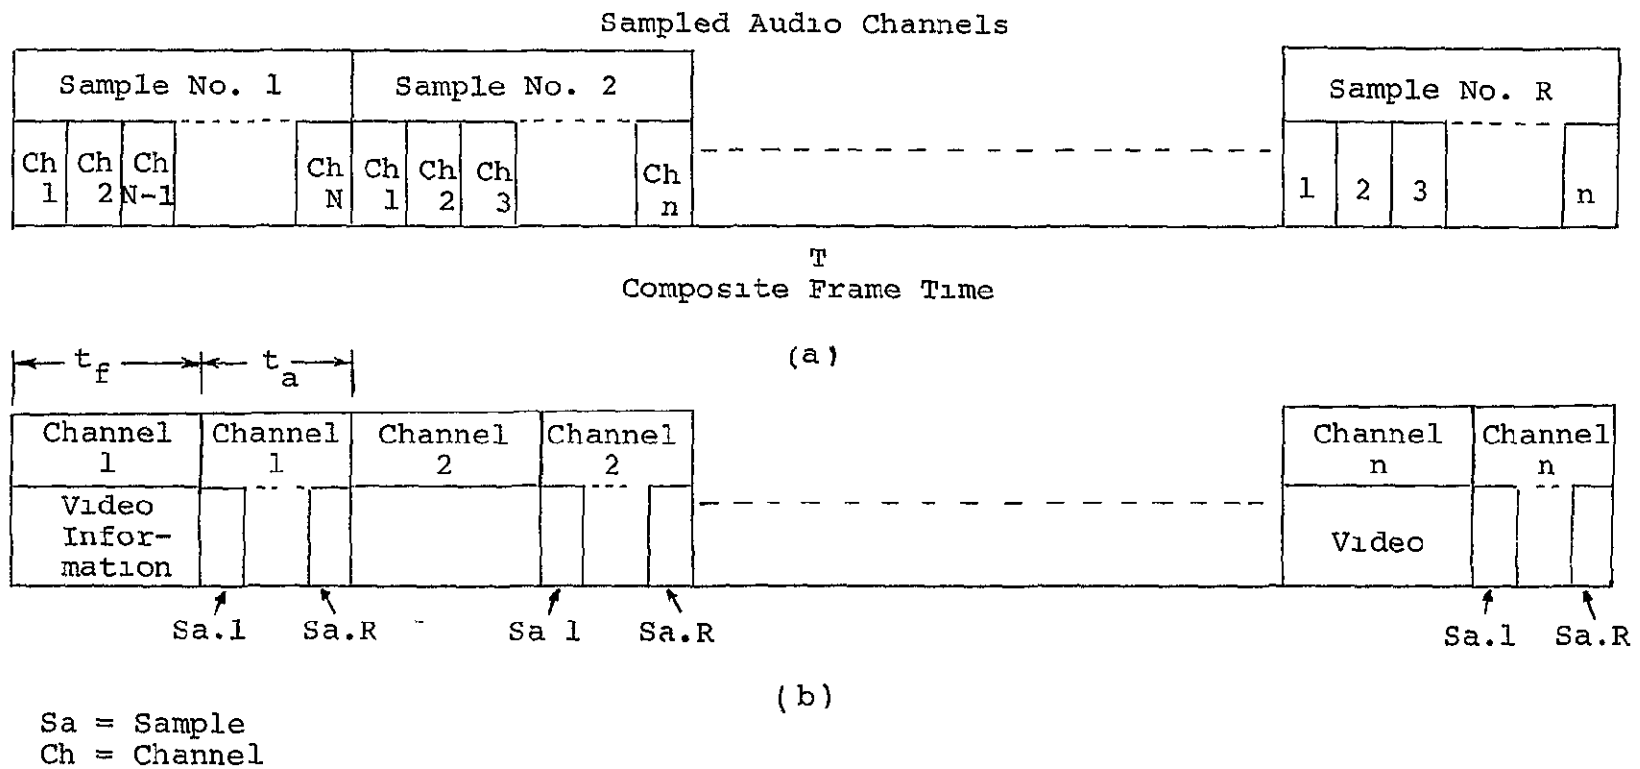 Sampled Audio Channels
Sample No. 1
Sample No. 2
Sample No. R
Ch 1
Ch 2
Ch N-1
Ch N
Ch 1
Ch 2
Ch 3
Ch n
1
2
3
n
T
Composite Frame Time
(a)
t_f
t_a
Channel 1
Channel 1
Channel 2
Channel 2
Channel n
Channel n
Video
Infor-
mation
Video
Sa.1
Sa.R
Sa 1
Sa.R
Sa.1
Sa.R
(b)
Sa = Sample
Ch = Channel